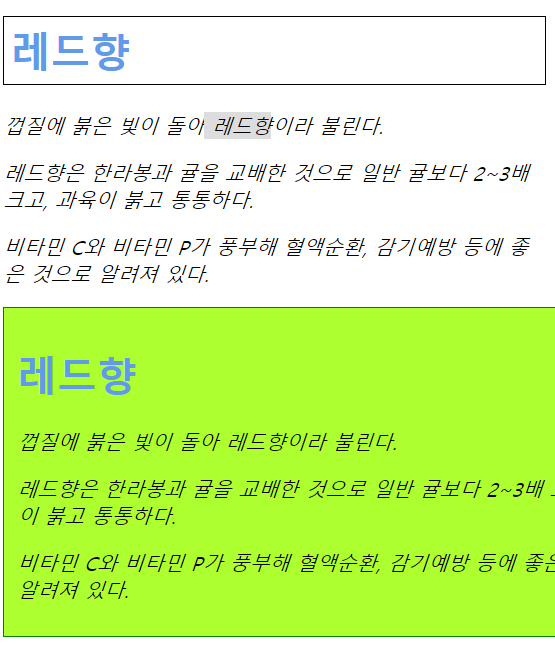 레드향
껍질에 붉은 빛이 돌아 레드향이라 불린다.
레드향은 한라봉과 귤을 교배한 것으로 일반 귤보다 2~3배
크고, 과육이 붉고 통통하다.
비타민 C와 비타민 P가 풍부해 혈액순환, 감기예방 등에 좋
은 것으로 알려져 있다.
레드향
껍질에 붉은 빛이 돌아 레드향이라 불린다.
레드향은 한라봉과 귤을 교배한 것으로 일반 귤보다 2~3배
이 붉고 통통하다.
비타민 C와 비타민 P가 풍부해 혈액순환, 감기예방 등에 좋은
알려져 있다.